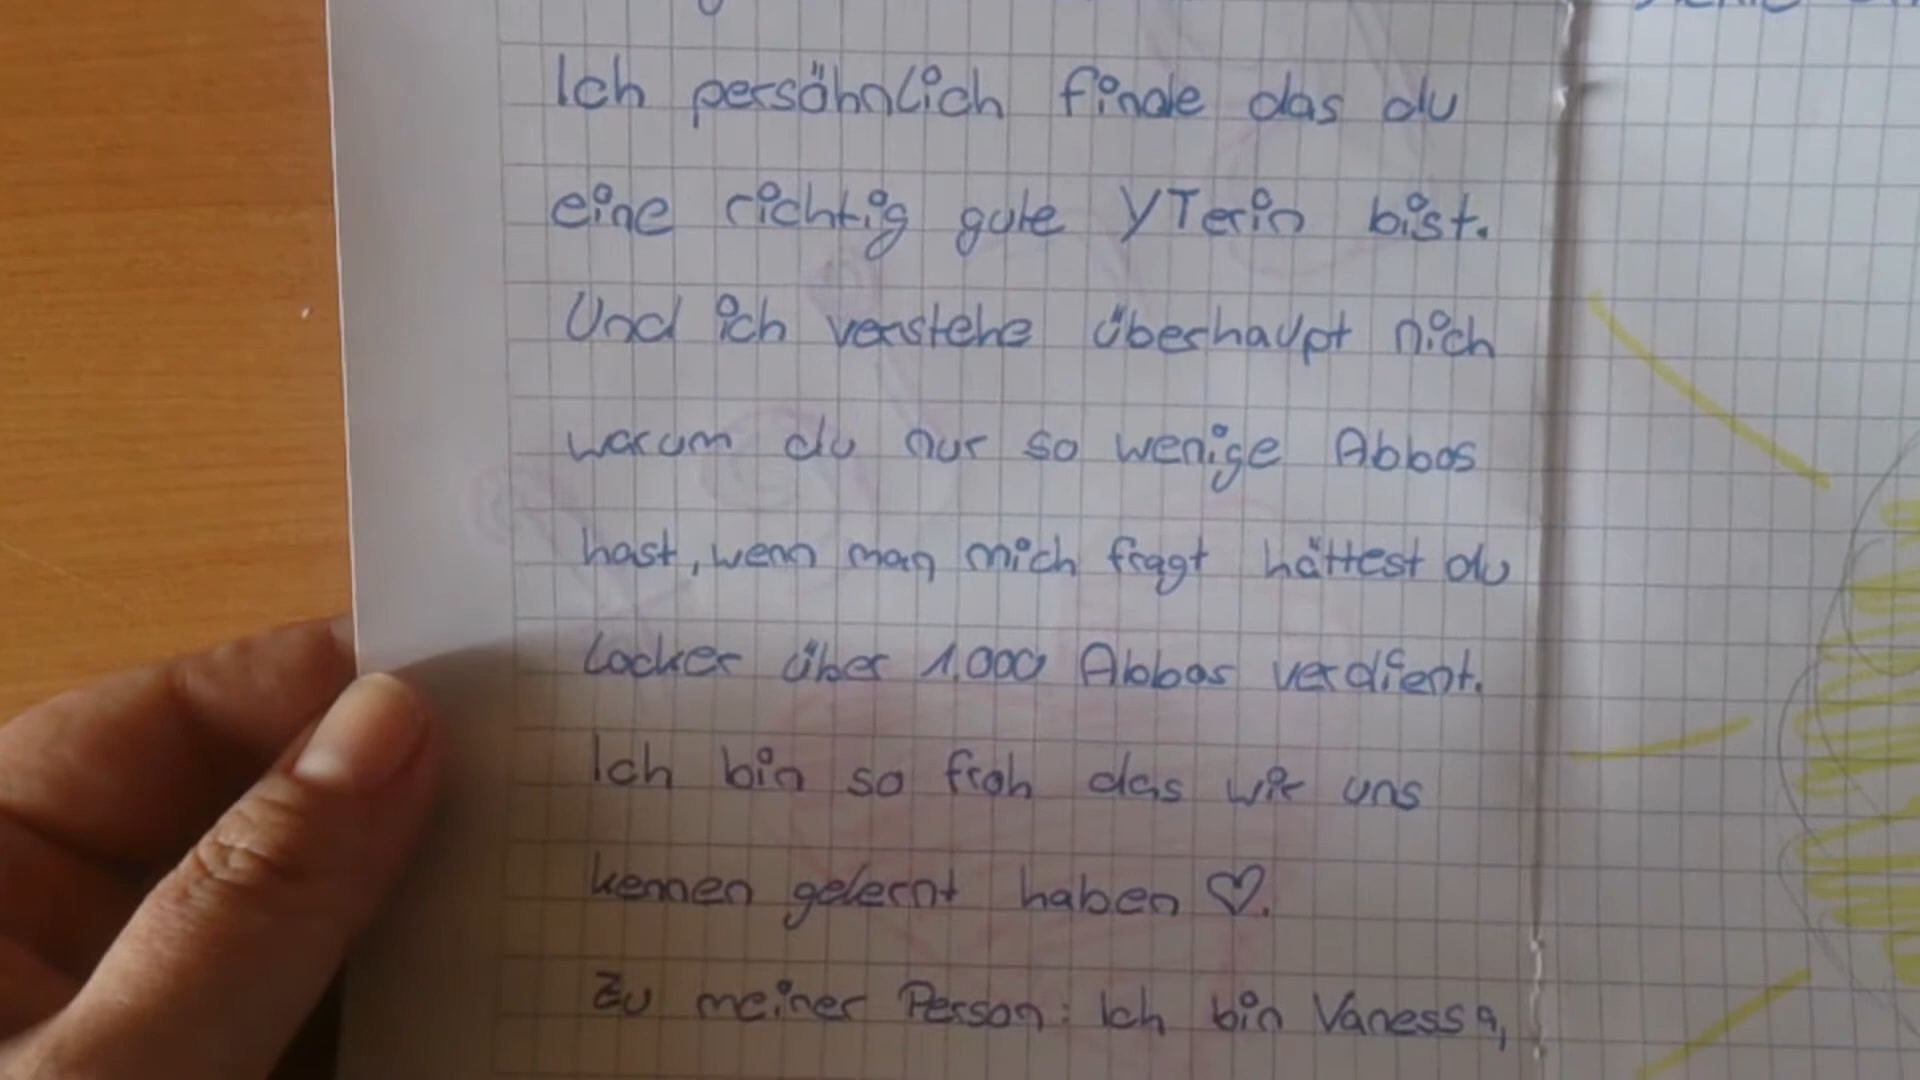 Ich persöhnlich finde das du
eine richtig gute YTerin bist.
Und ich verstehe überhaupt nich
warum du nur so wenige Abbos
hast, wenn man mich fragt hättest du
locker über 1.000 Abbos verdient.
Ich bin so froh das wir uns
kennen gelernt haben ♡.
Zu meiner Person: Ich bin Vanessa,